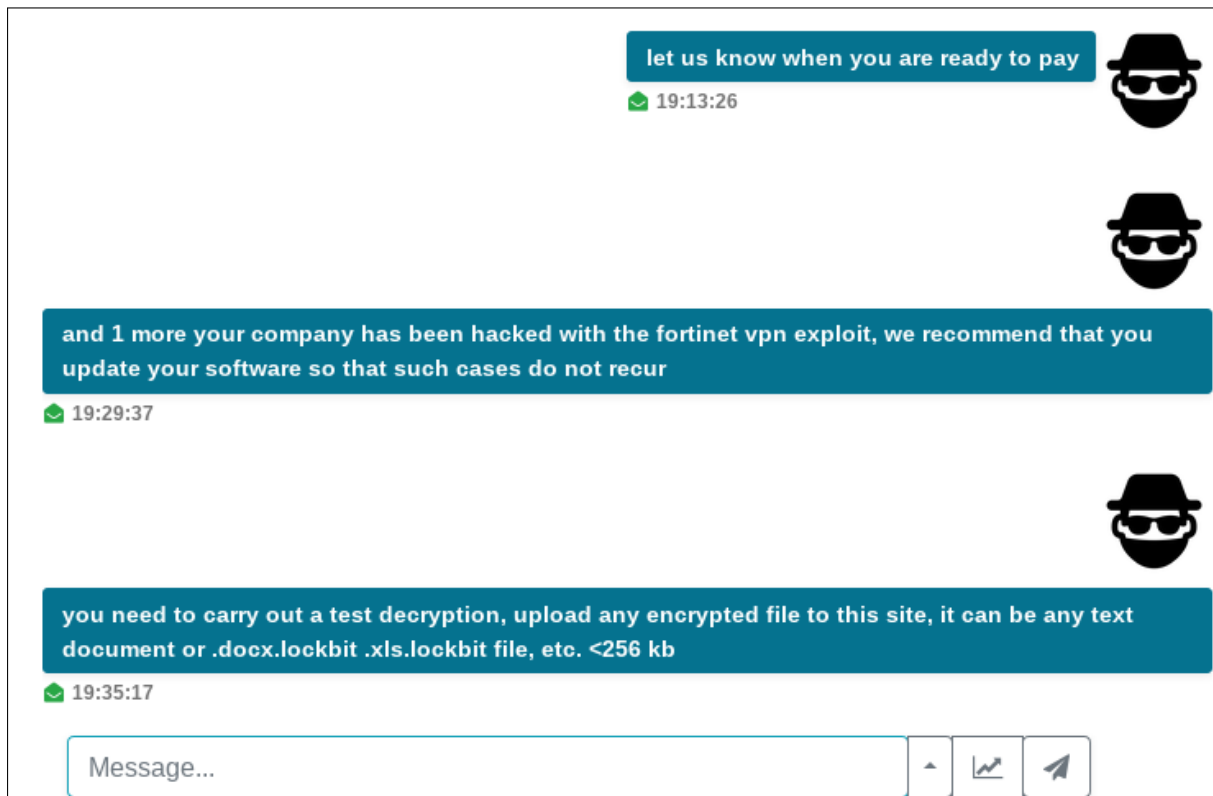 let us know when you are ready to pay
19:13:26
and 1 more your company has been hacked with the fortinet vpn exploit, we recommend that you
update your software so that such cases do not recur
19:29:37
you need to carry out a test decryption, upload any encrypted file to this site, it can be any text
document or .docx.lockbit .xls.lockbit file, etc. <256 kb
19:35:17
Message...